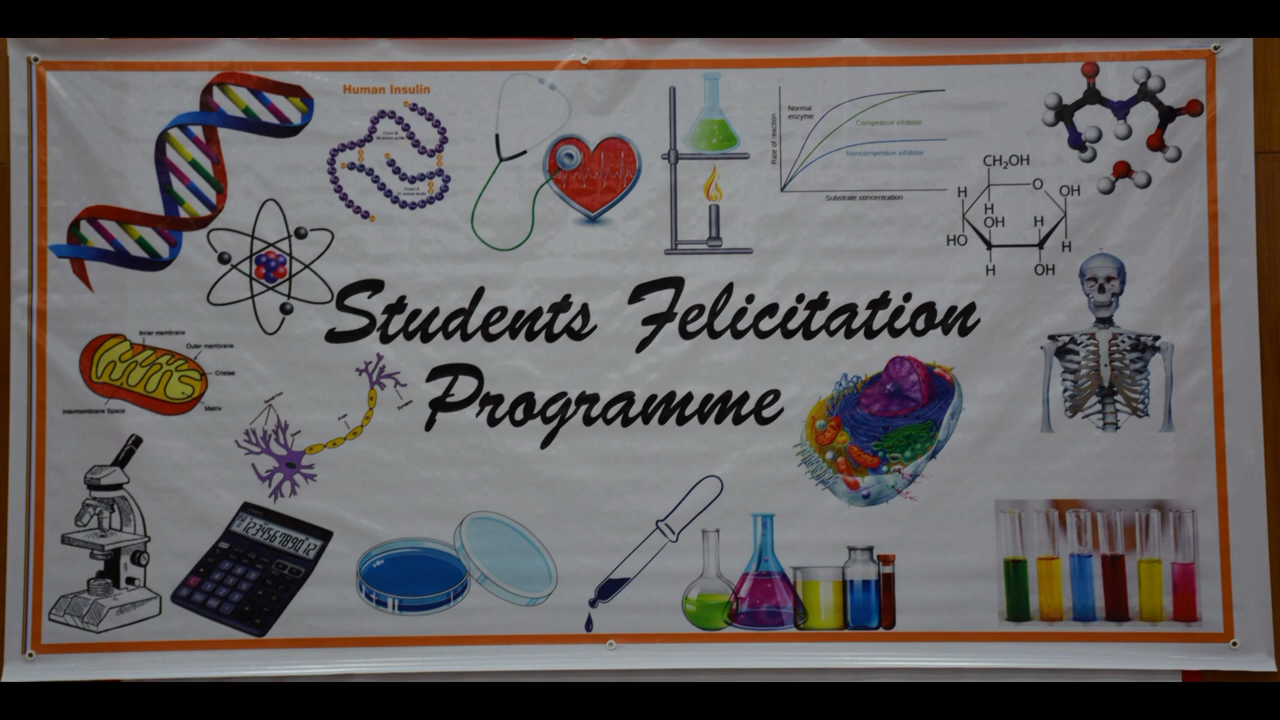 Human Insulin
Normal
enzyme
Competitive inhibitor
Noncompetitive inhibitor
Rate of reaction
Substrate concentration
CH₂OH
H
O
OH
H
OH
H
HO
H
H
OH
Students Felicitation
Programme
Inner membrane
Outer membrane
Cristae
Matrix
Intermembrane Space
123456789012